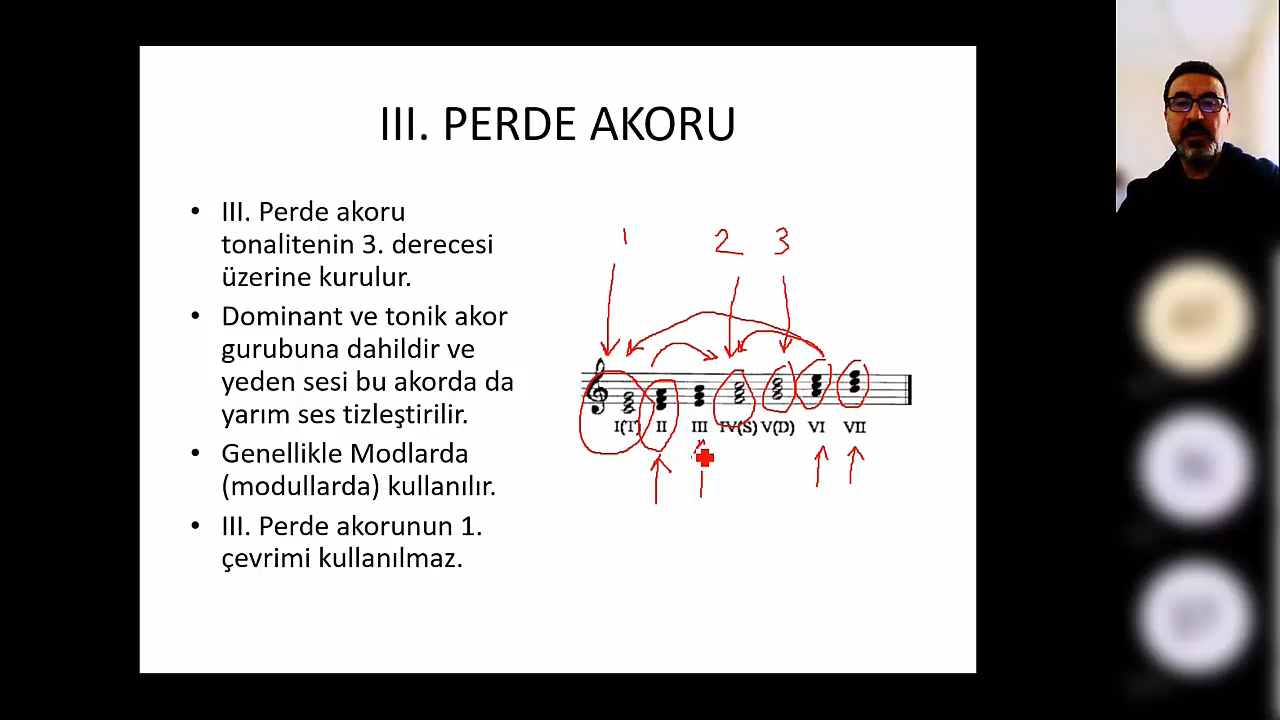 III. PERDE AKORU
• III. Perde akoru
tonalitenin 3. derecesi
üzerine kurulur.
• Dominant ve tonik akor
gurubuna dahildir ve
yeden sesi bu akorda da
yarım ses tizleştirilir.
• Genellikle Modlarda
(modullarda) kullanılır.
• III. Perde akorunun 1.
çevrimi kullanılmaz.
1 2 3
I(T) II III IV(S) V(D) VI VII